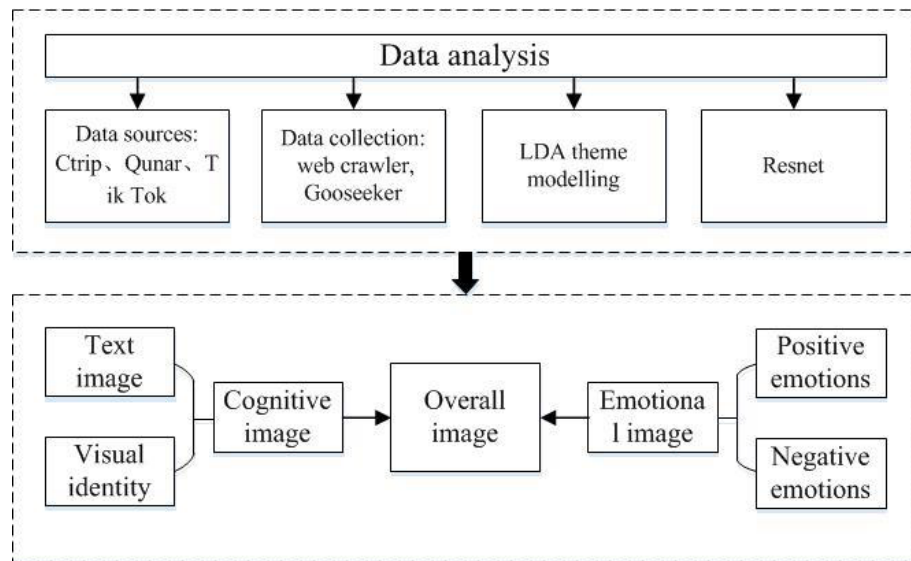 Data analysis
Data sources:
Ctrip、Qunar、T
ik Tok
Data collection:
web crawler,
Gooseeker
LDA theme
modelling
Resnet
Text
image
Visual
identity
Cognitive
image
Overall
image
Emotiona
l image
Positive
emotions
Negative
emotions